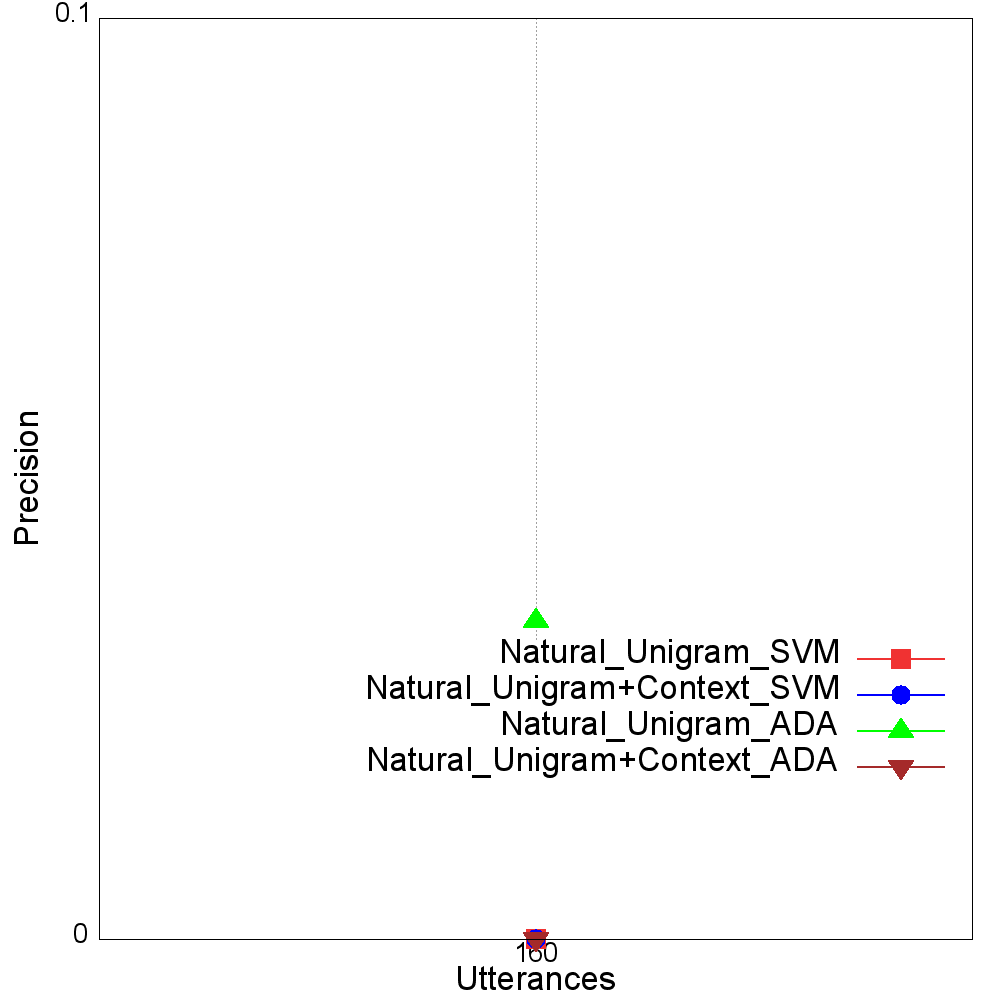 0.1
Precision
Natural_Unigram_SVM
Natural_Unigram+Context_SVM
Natural_Unigram_ADA
Natural_Unigram+Context_ADA
0
160
Utterances